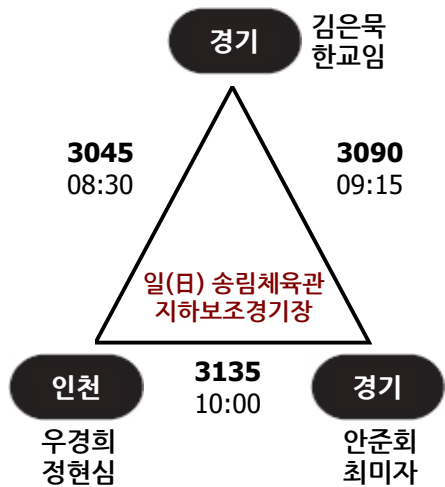 경기
김은묵
한교임
3045
08:30
3090
09:15
일(日) 송림체육관
지하보조경기장
인천
3135
10:00
경기
우경희
정현심
안준회
최미자